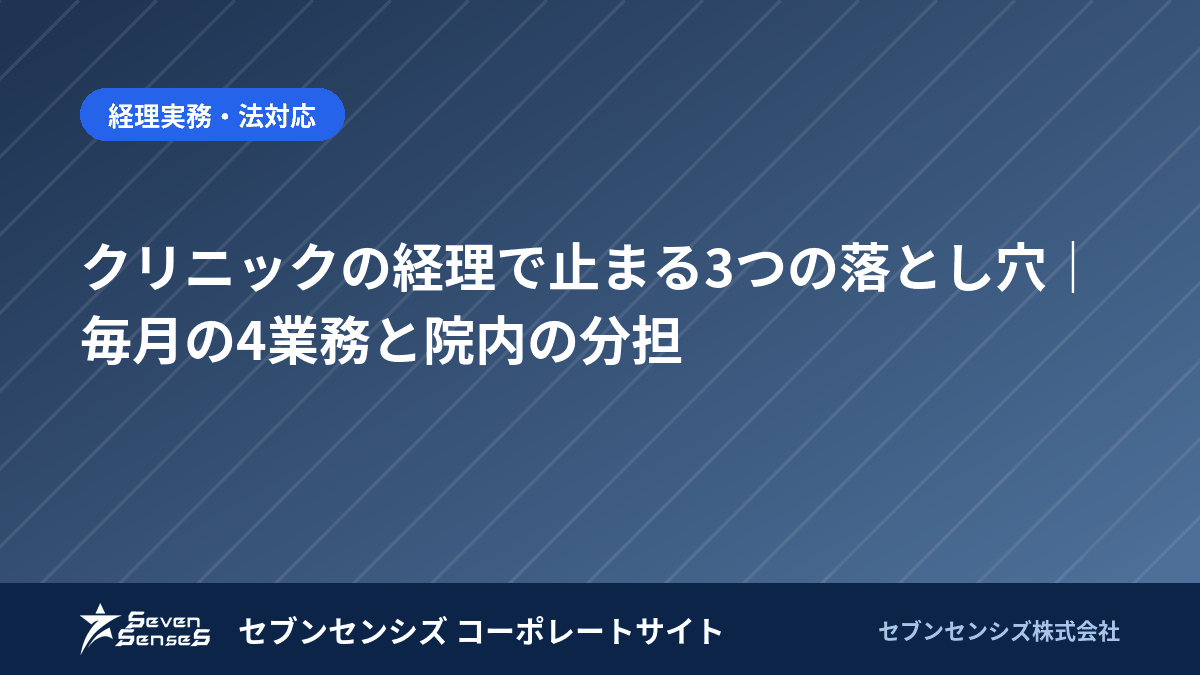 経理実務・法対応
クリニックの経理で止まる3つの落とし穴｜
毎月の4業務と院内の分担
Seven
SenseS
セブンセンシズ コーポレートサイト
セブンセンシズ株式会社